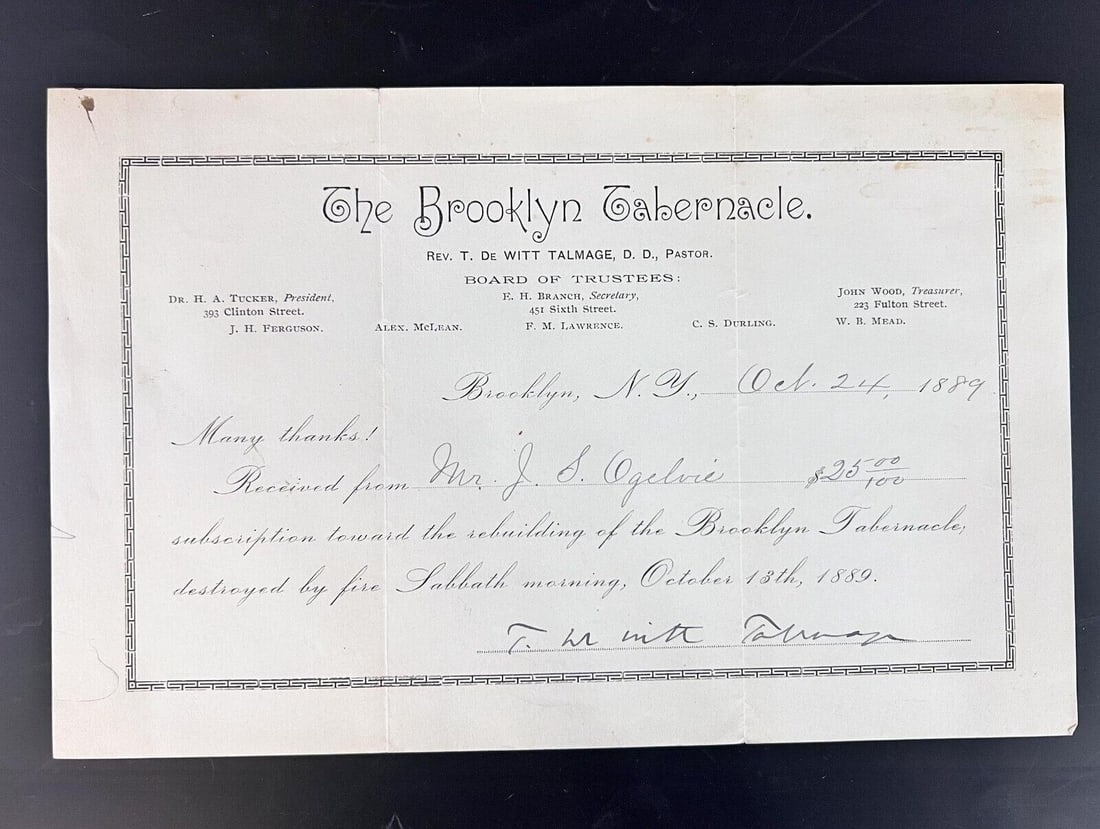 The Brooklyn Tabernacle.
REV. T. DE WITT TALMAGE, D. D., PASTOR.
BOARD OF TRUSTEES:
DR. H. A. TUCKER, President, E. H. BRANCH, Secretary, JOHN WOOD, Treasurer,
393 Clinton Street. 451 Sixth Street. 223 Fulton Street.
J. H. FERGUSON. ALEX. MCLEAN. F. M. LAWRENCE. C. S. DURLING. W. B. MEAD.
Brooklyn, N. Y., Oct. 24, 1889
Many thanks!
Received from Mr. J. S. Ogelvie $25 00/100
subscription toward the rebuilding of the Brooklyn Tabernacle,
destroyed by fire Sabbath morning, October 13th, 1889.
T. De Witt Talmage